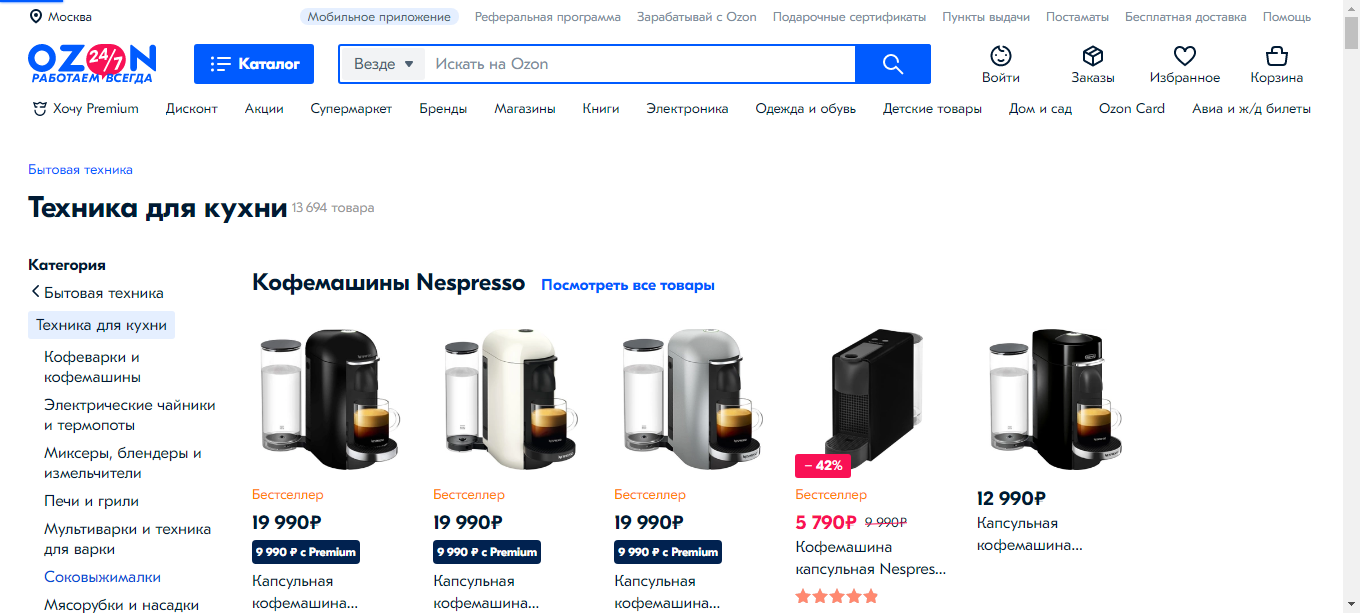 Москва
Мобильное приложение Реферальная программа Зарабатывай с Ozon Подарочные сертификаты Пункты выдачи Постаматы Бесплатная доставка Помощь
OZON 24/7
РАБОТАЕМ ВСЕГДА
Каталог
Везде Искать на Ozon
Войти Заказы Избранное Корзина
Хочу Premium Дисконт Акции Супермаркет Бренды Магазины Книги Электроника Одежда и обувь Детские товары Дом и сад Ozon Card Авиа и ж/д билеты
Бытовая техника
Техника для кухни 13 694 товара
Категория
Бытовая техника
Техника для кухни
Кофеварки и
кофемашины
Электрические чайники
и термопоты
Миксеры, блендеры и
измельчители
Печи и грили
Мультиварки и техника
для варки
Соковыжималки
Мясорубки и насадки
Кофемашины Nespresso Посмотреть все товары
Бестселлер
19 990₽
9 990 ₽ с Premium
Капсульная
кофемашина...
Бестселлер
19 990₽
9 990 ₽ с Premium
Капсульная
кофемашина...
Бестселлер
19 990₽
9 990 ₽ с Premium
Капсульная
кофемашина...
− 42%
Бестселлер
5 790₽ 9 990₽
Кофемашина
капсульная Nespres...
12 990₽
Капсульная
кофемашина...